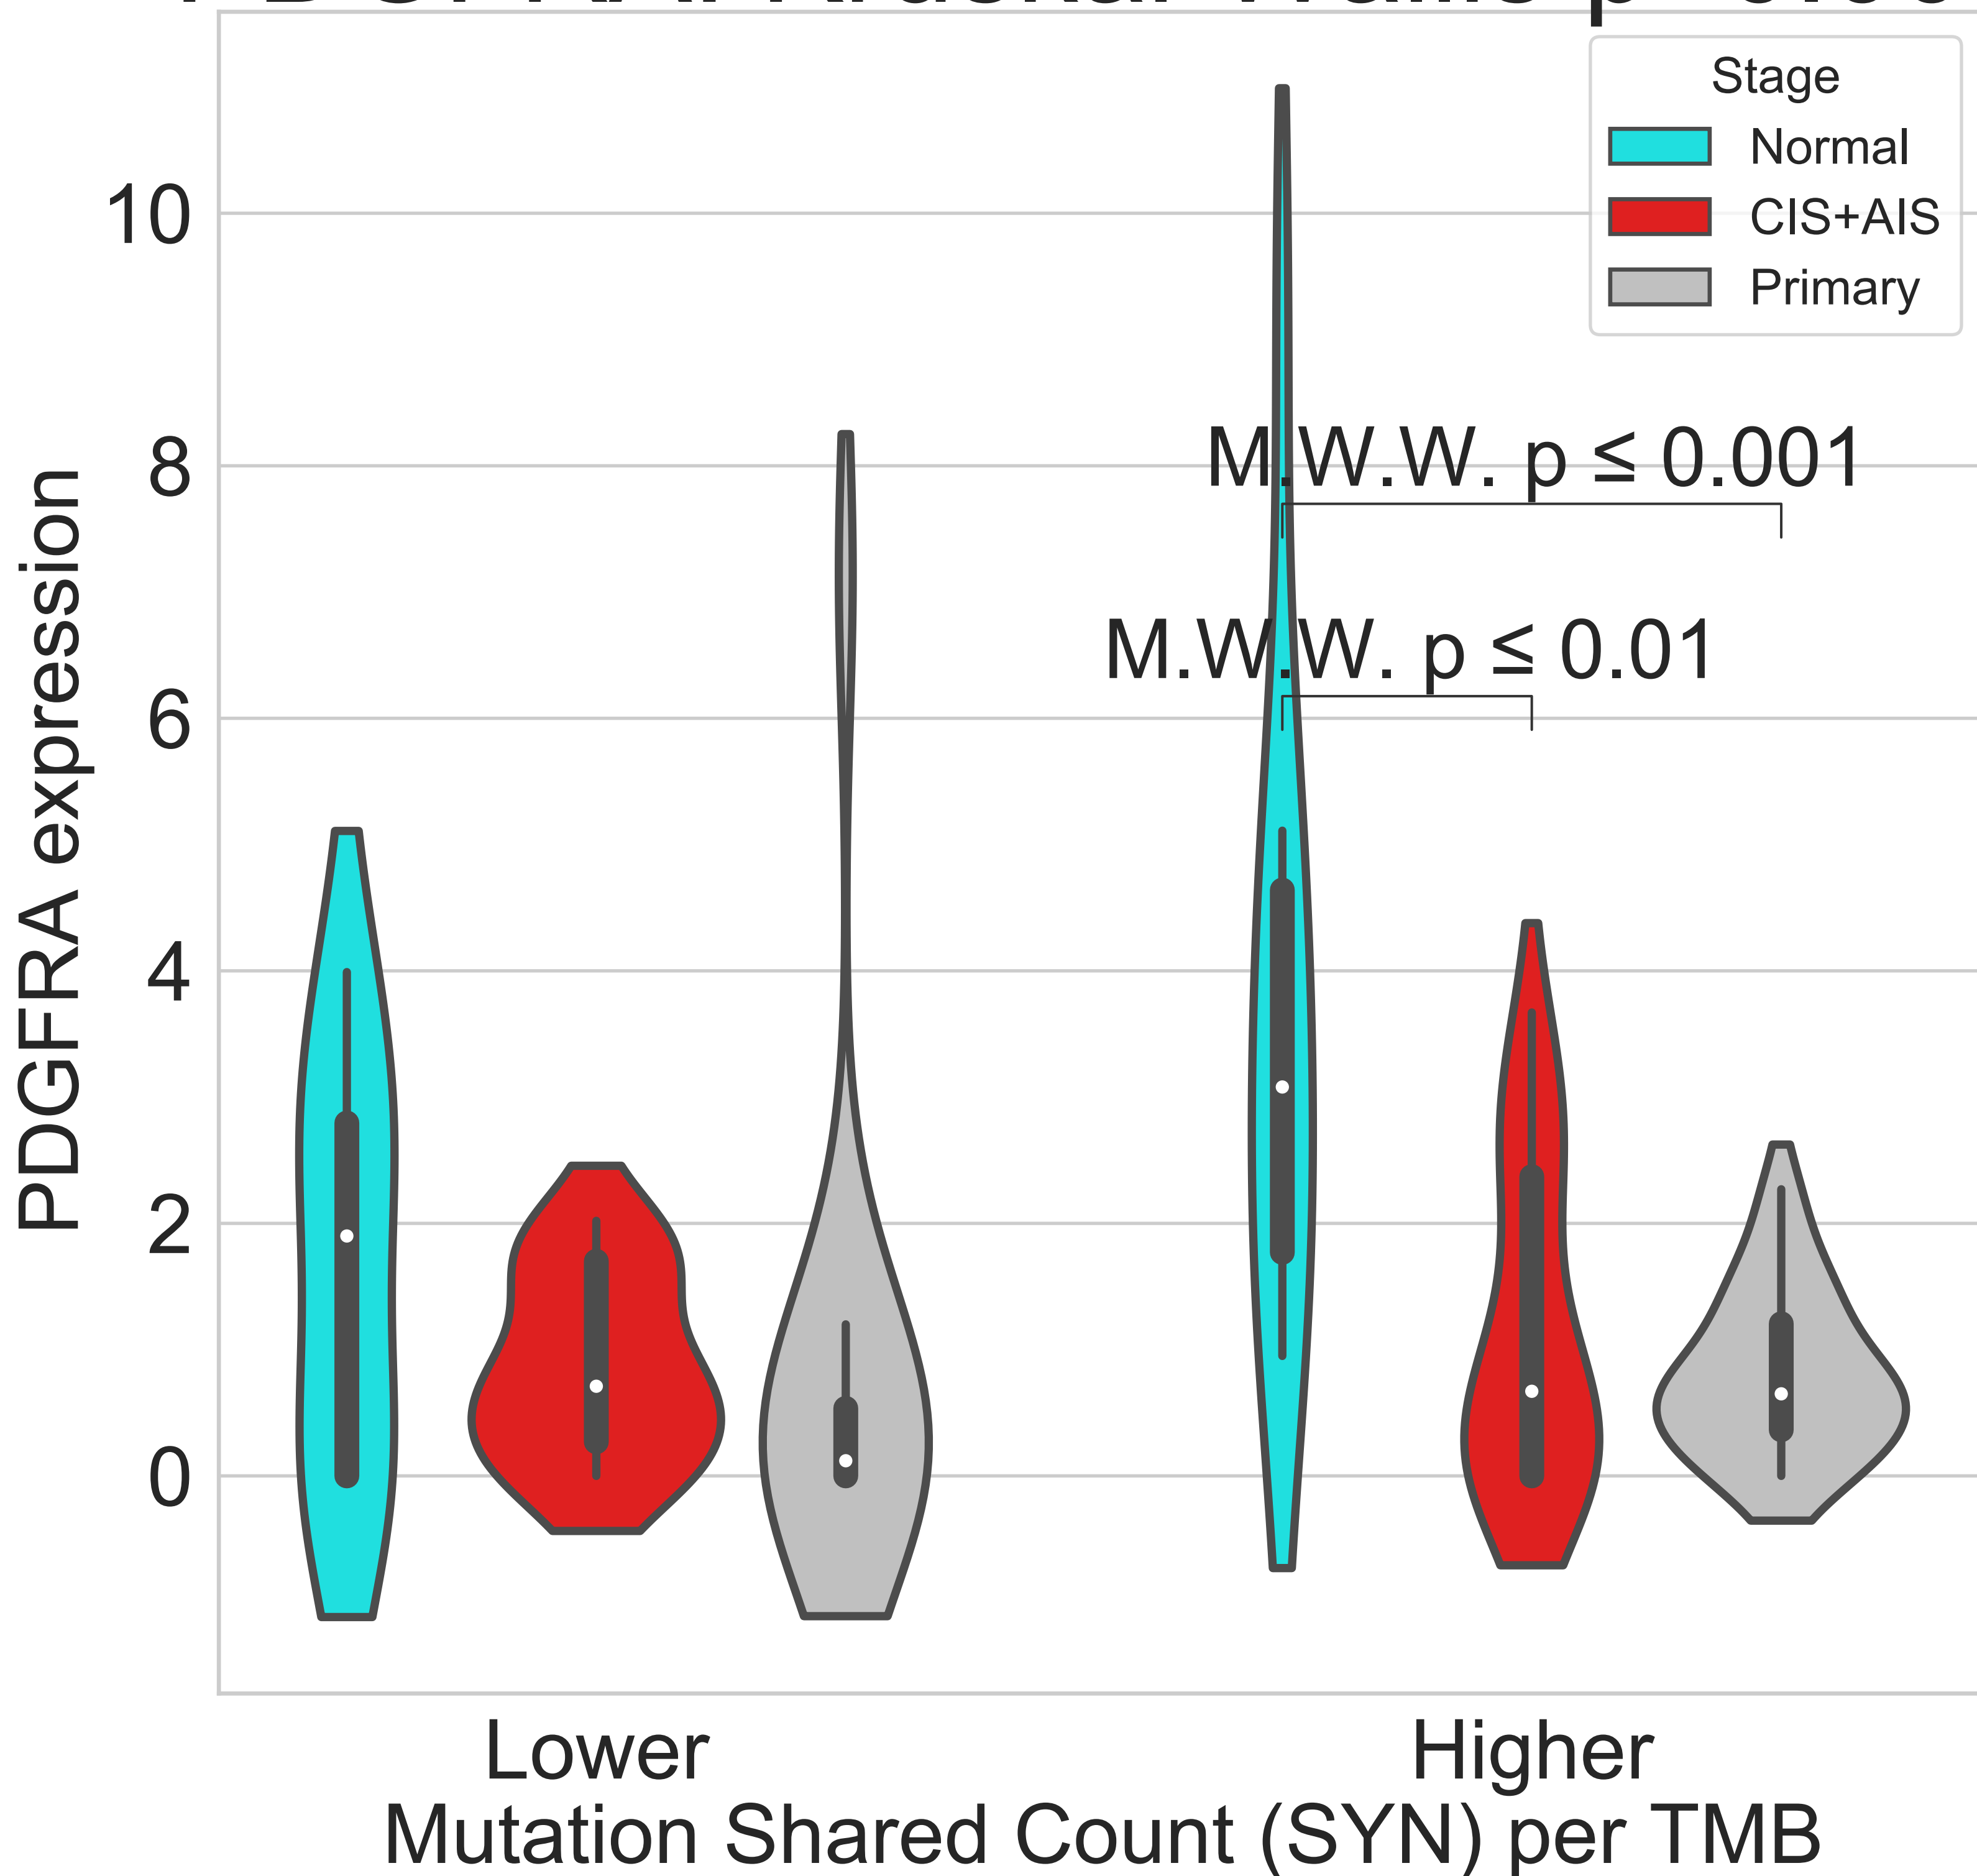 Stage
Normal
CIS+AIS
Primary
10
8
6
4
2
0
PDGFRA expression
M.W.W. p ≤ 0.001
M.W.W. p ≤ 0.01
Lower
Higher
Mutation Shared Count (SYN) per TMB